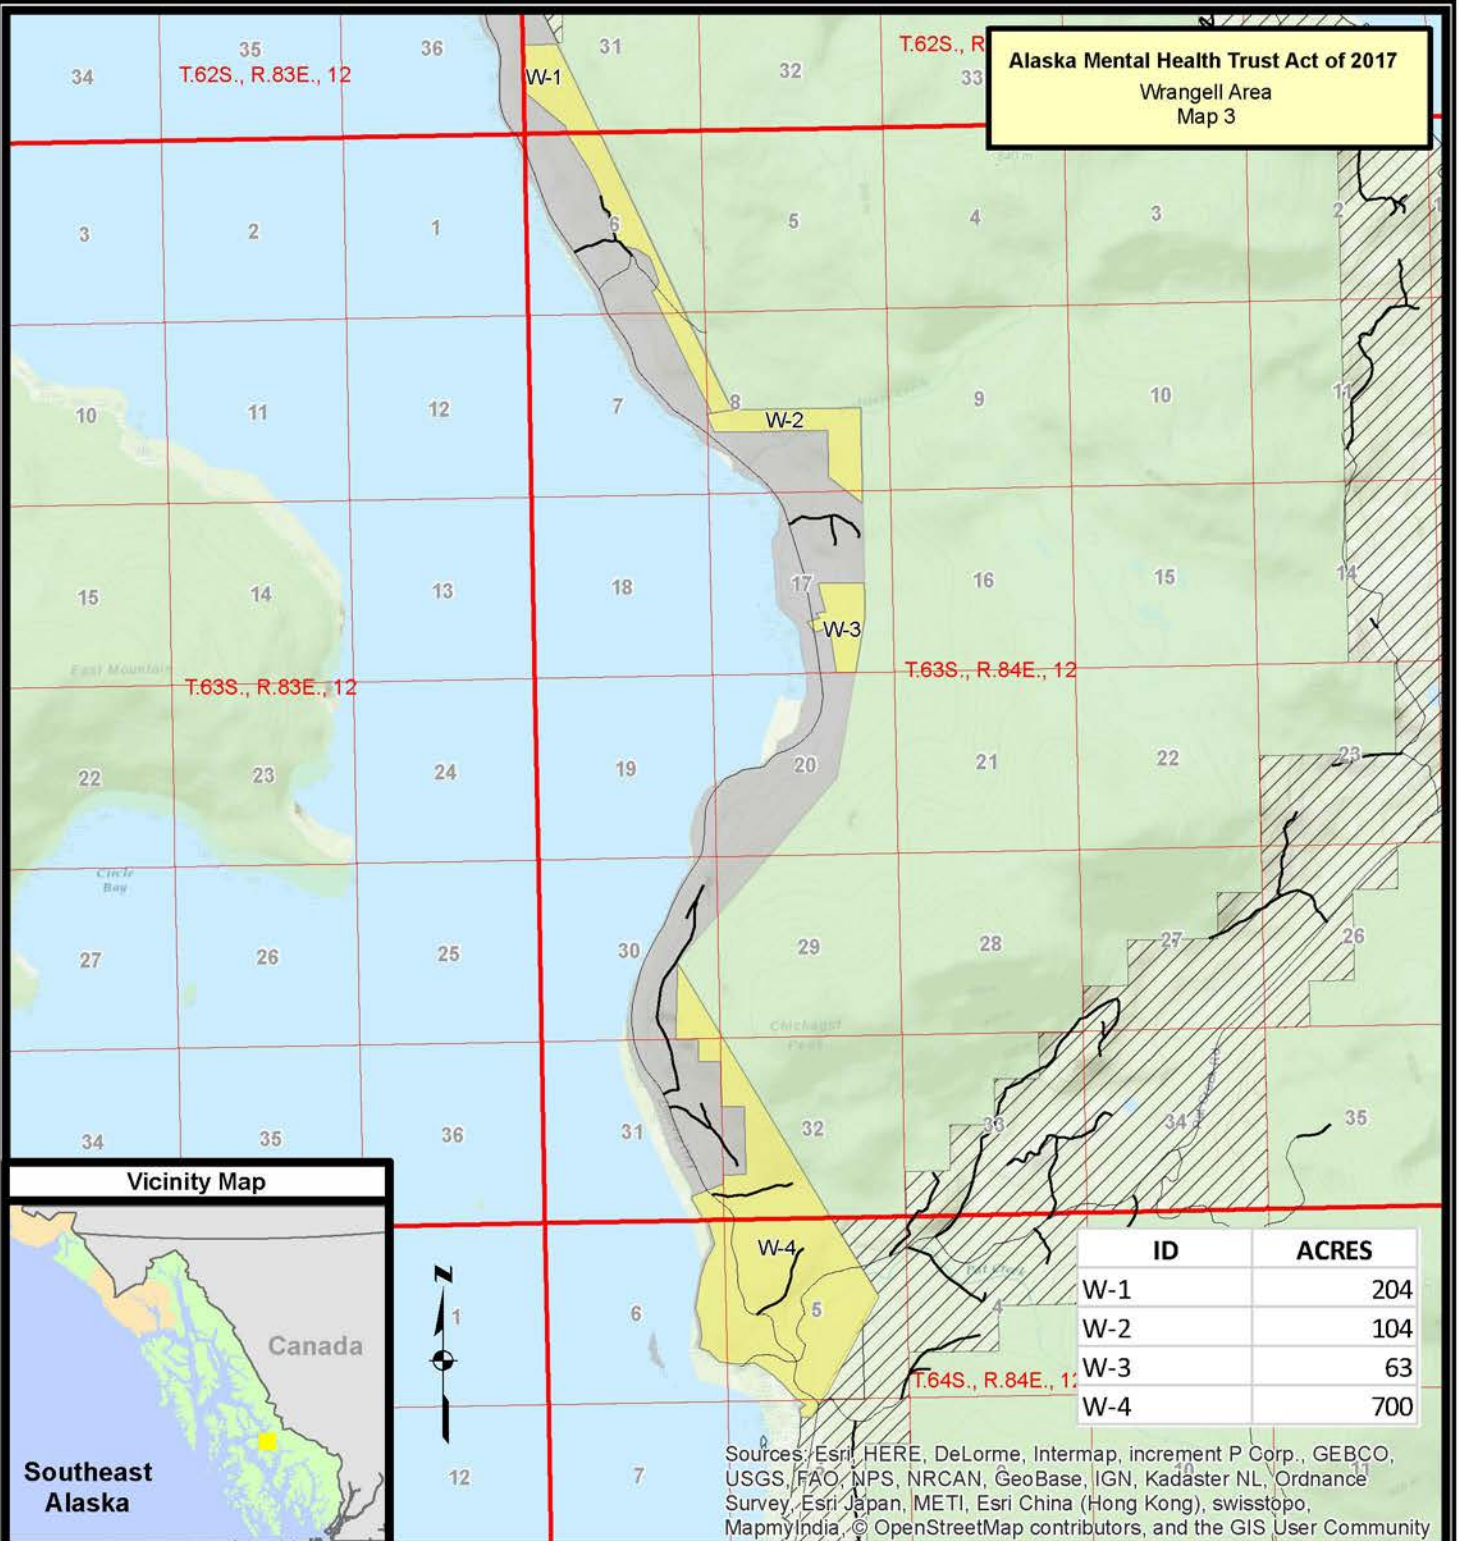 Alaska Mental Health Trust Act of 2017
Wrangell Area
Map 3
34
35
36
31
32
33
T.62S., R.83E., 12
T.62S., R
W-1
3
2
1
6
5
4
3
2
1
10
11
12
7
8
9
10
11
W-2
15
14
13
18
17
16
15
14
W-3
East Mountain
T.63S., R.83E., 12
T.63S., R.84E., 12
22
23
24
19
20
21
22
23
Circle
Bay
27
26
25
30
29
28
27
26
Chichagof
Peak
34
35
36
31
32
33
34
35
W-4
1
6
5
4
T.64S., R.84E., 12
12
7
10
11
Vicinity Map
Canada
Southeast
Alaska
N
ID ACRES
W-1 204
W-2 104
W-3 63
W-4 700
Sources: Esri, HERE, DeLorme, Intermap, increment P Corp., GEBCO,
USGS, FAO, NPS, NRCAN, GeoBase, IGN, Kadaster NL, Ordnance
Survey, Esri Japan, METI, Esri China (Hong Kong), swisstopo,
MapmyIndia, © OpenStreetMap contributors, and the GIS User Community